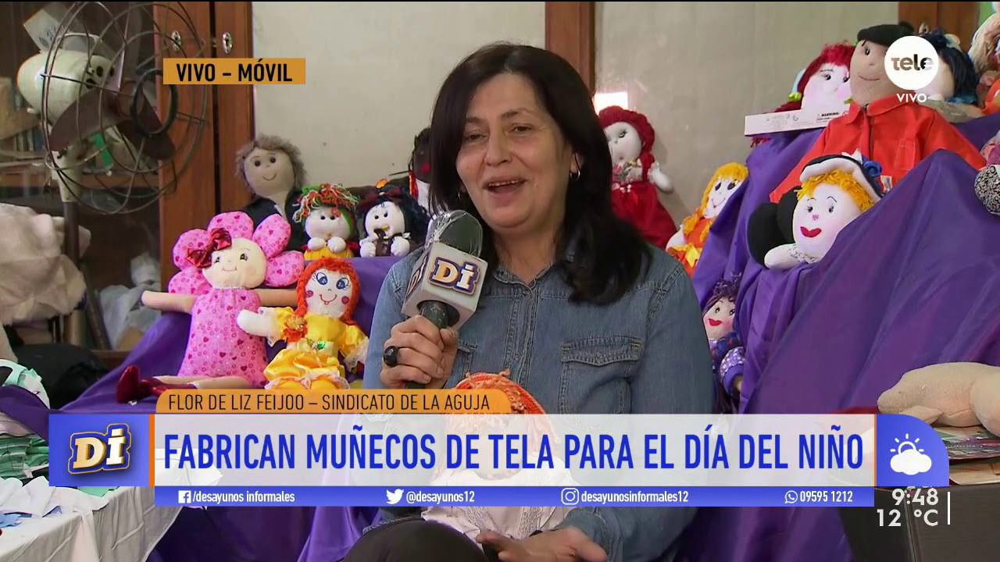 VIVO – MÓVIL
tele
VIVO
WARNING:
Di
FLOR DE LIZ FEIJOO – SINDICATO DE LA AGUJA
Di
FABRICAN MUÑECOS DE TELA PARA EL DÍA DEL NIÑO
/desayunos informales
@desayunos12
desayunosinformales12
09595 1212
9:48
12 °C